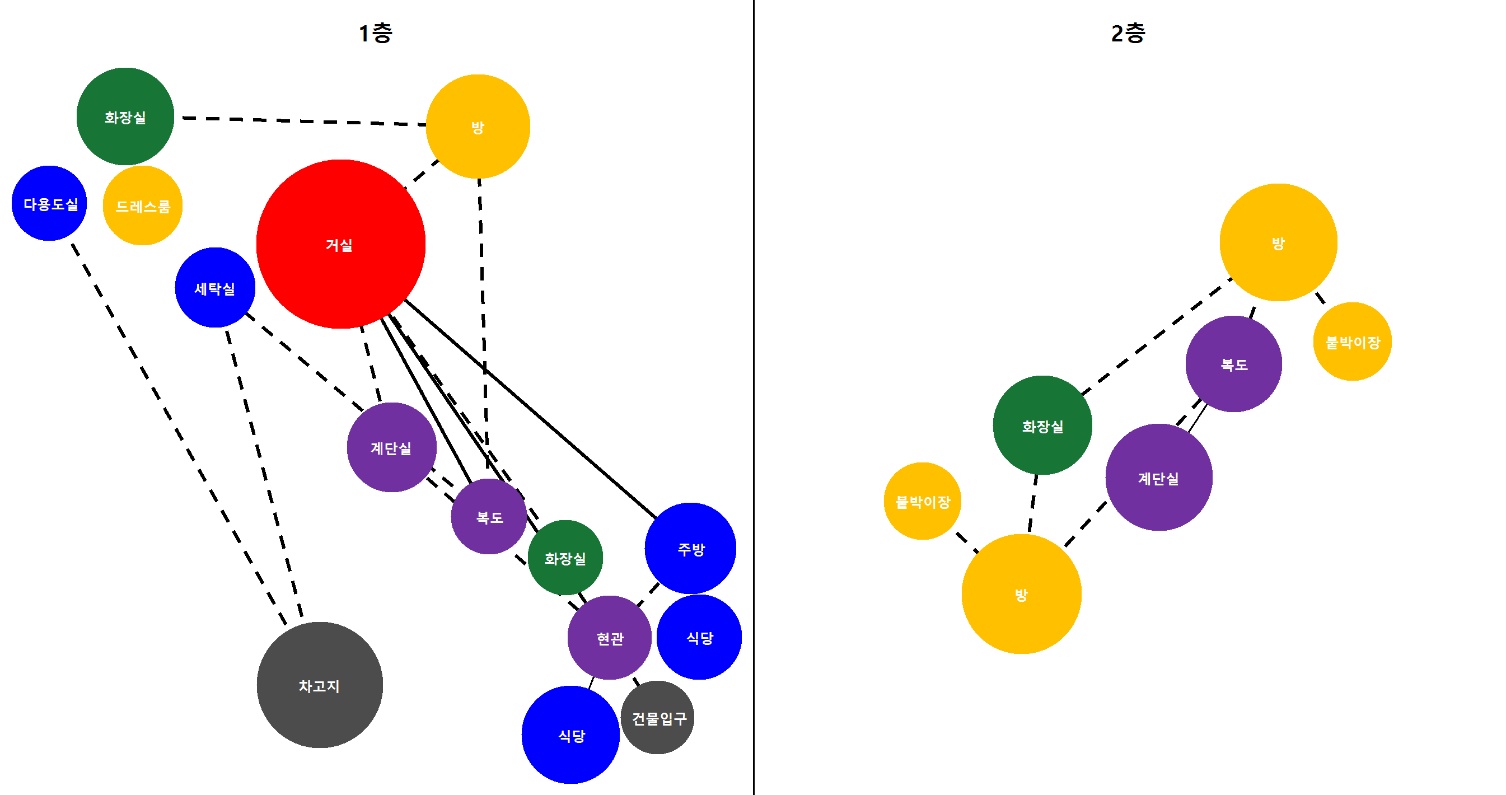 1층
화장실
방
다용도실
드레스룸
거실
세탁실
계단실
복도
화장실
주방
현관
식당
차고지
식당
건물입구
2층
방
붙박이장
복도
화장실
계단실
붙박이장
방